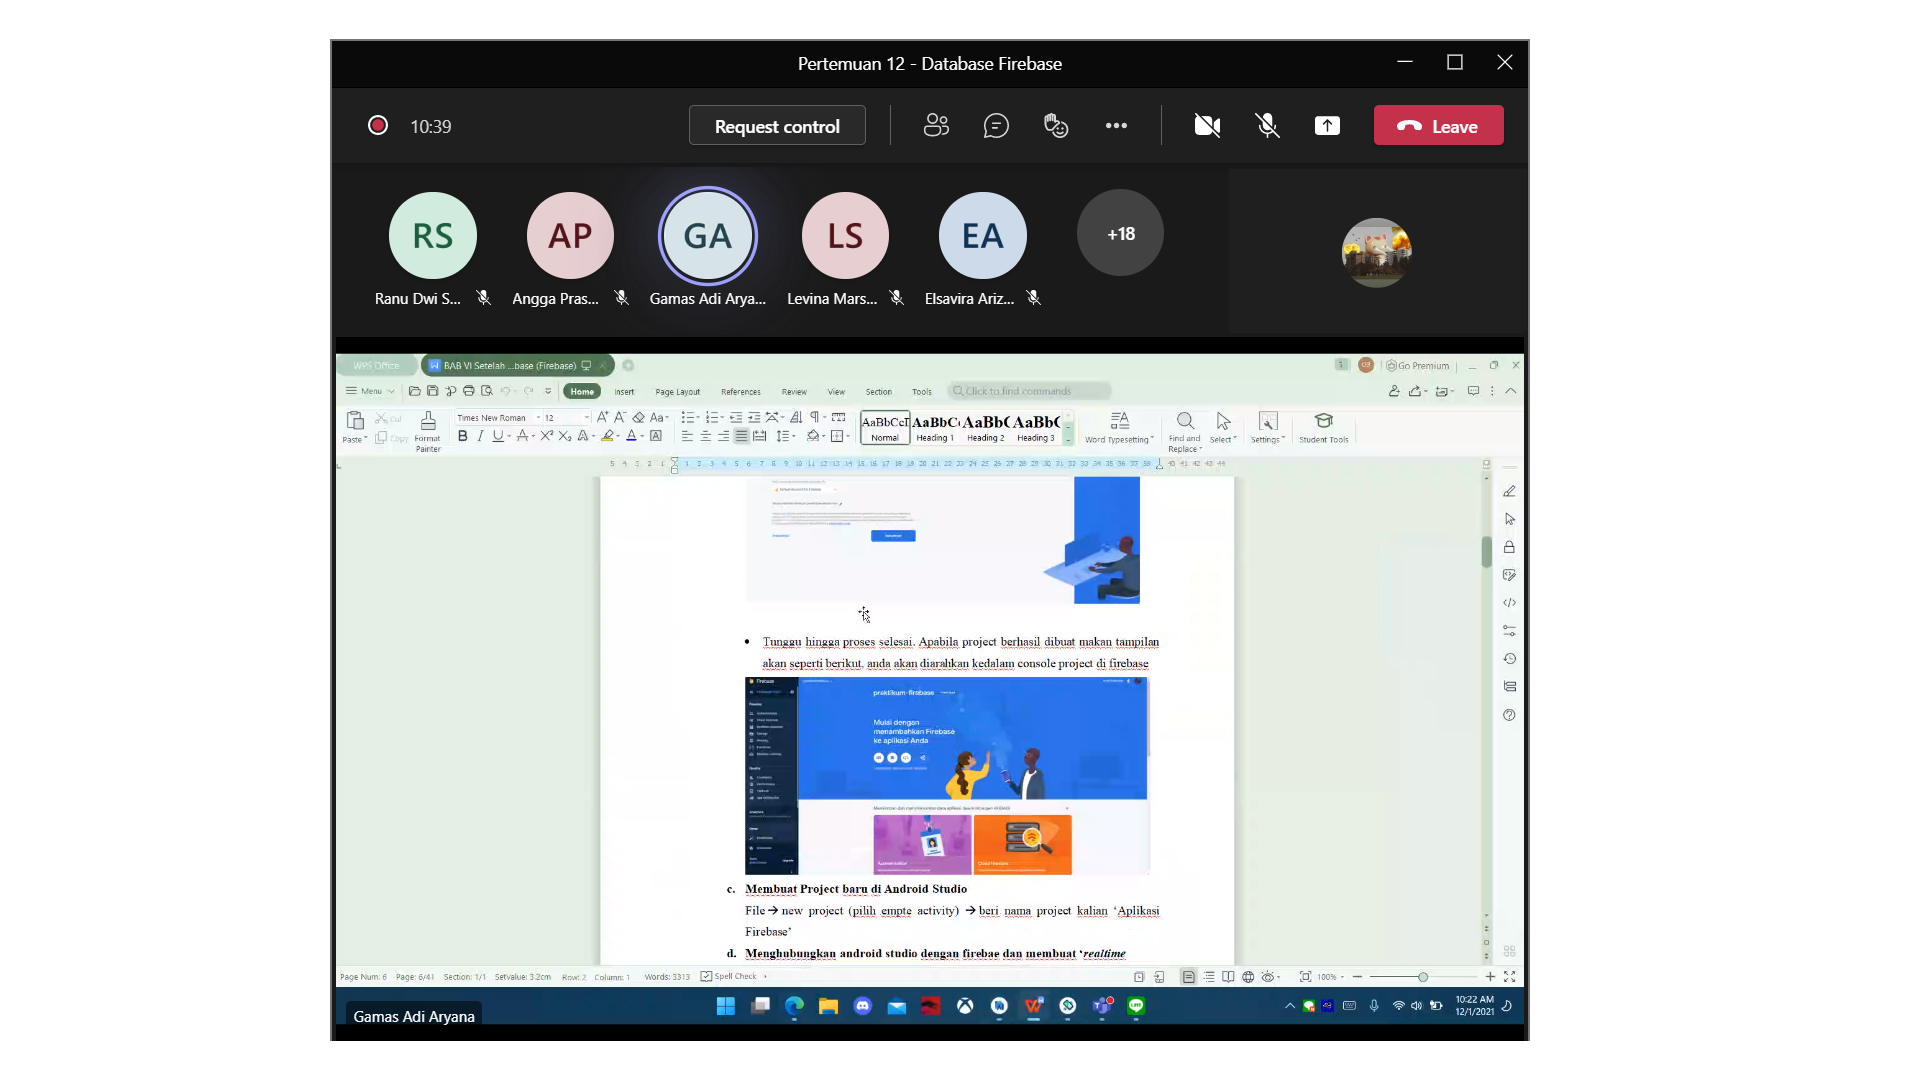 Pertemuan 12 - Database Firebase
10:39
Request control
Leave
RS
AP
GA
LS
EA
+18
Ranu Dwi S...
Angga Pras...
Gamas Adi Arya...
Levina Mars...
Elsavira Ariz...
WPS Office
BAB VI Setelah ...base (Firebase)
Go Premium
Menu
Home
Insert
Page Layout
References
Review
View
Section
Tools
Click to find commands
Paste
Cut
Copy
Format Painter
Times New Roman
12
AaBbCcD
Normal
AaBbC
Heading 1
AaBb(
Heading 2
AaBb(
Heading 3
Word Typesetting
Find and Replace
Select
Settings
Student Tools
• Tunggu hingga proses selesai. Apabila project berhasil dibuat makan tampilan
akan seperti berikut. anda akan diarahkan kedalam console project di firebase
Firebase
praktikum-firebase
Mulai dengan
menambahkan Firebase
ke aplikasi Anda
c. Membuat Project baru di Android Studio
File → new project (pilih empte activity) → beri nama project kalian ‘Aplikasi
Firebase’
d. Menghubungkan android studio dengan firebae dan membuat ‘realtime
Page Num: 6
Page: 6/41
Section: 1/1
Setvalue: 3.2cm
Row: 2
Column: 1
Words: 3313
Spell Check
100%
Gamas Adi Aryana
10:22 AM
12/1/2021